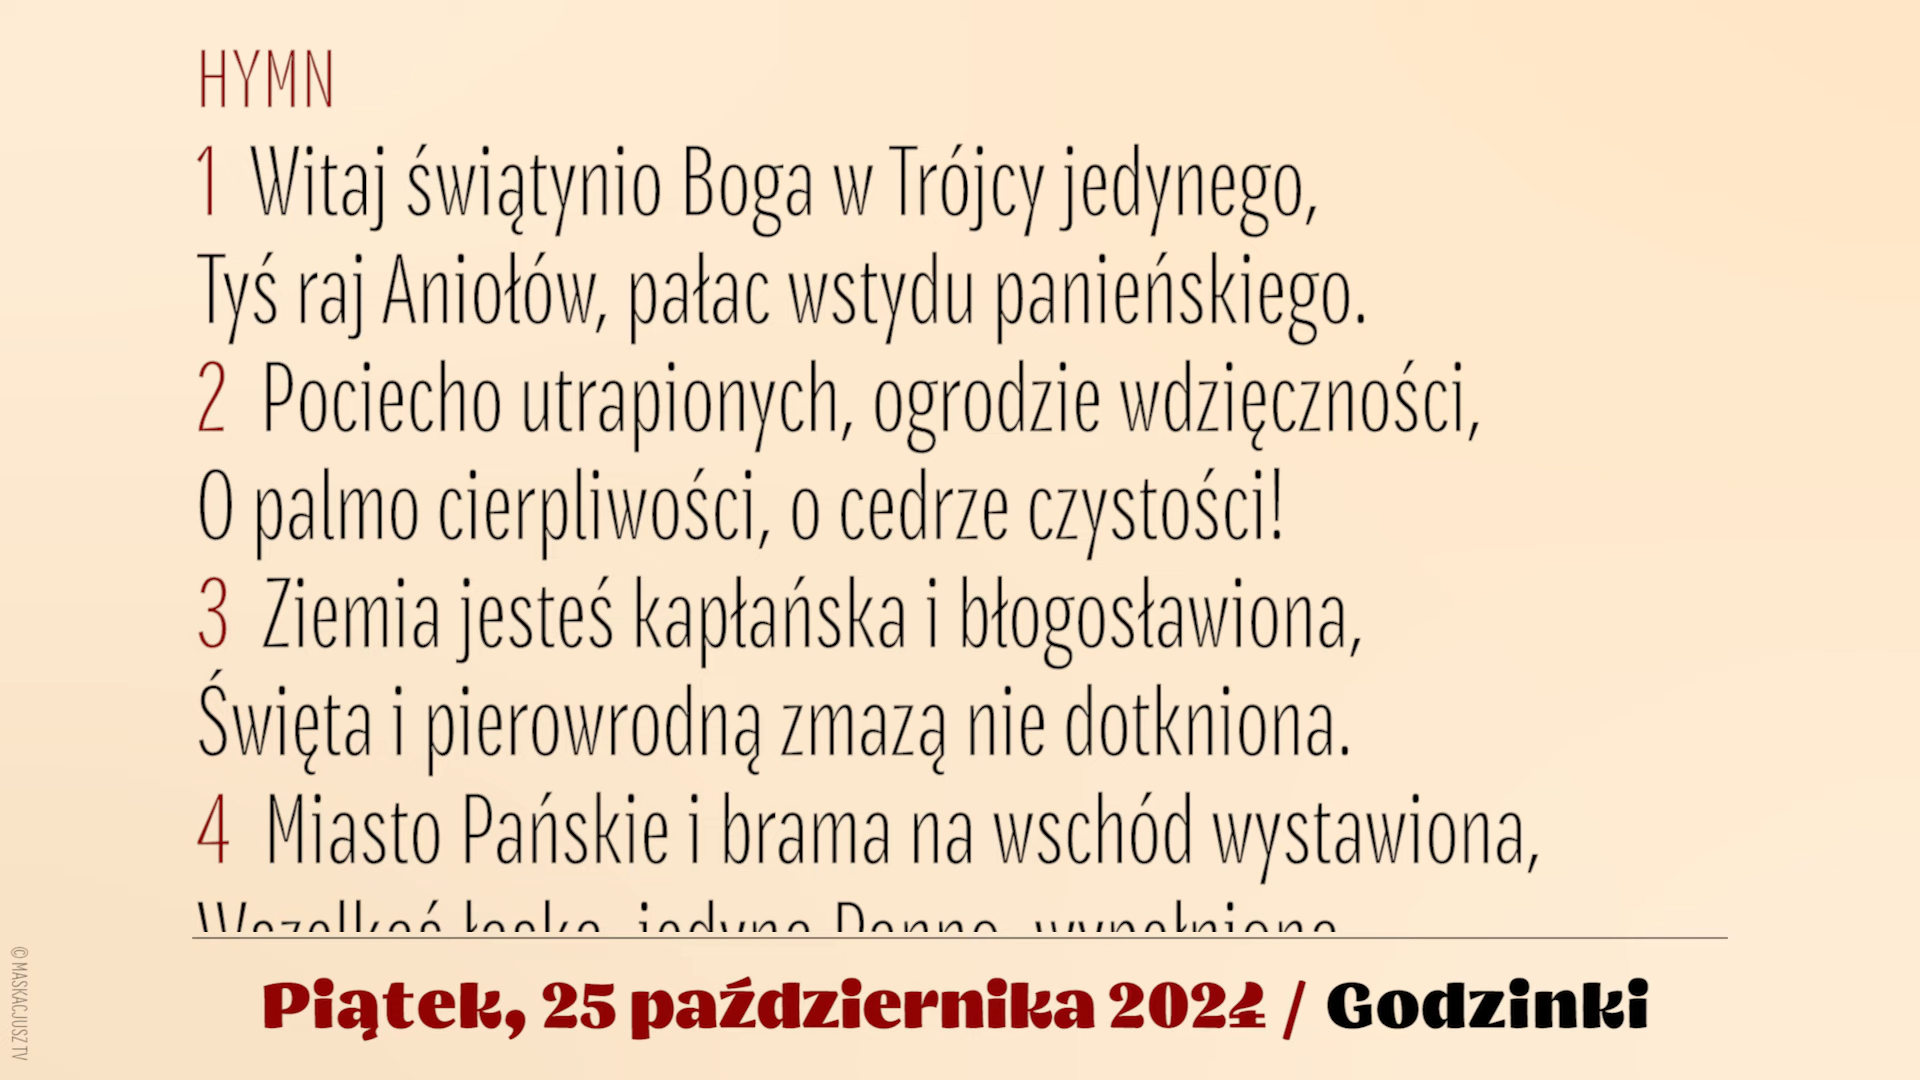 HYMN
1 Witaj świątynio Boga w Trójcy jedynego,
Tyś raj Aniołów, pałac wstydu panieńskiego.
2 Pociecho utrapionych, ogrodzie wdzięczności,
O palmo cierpliwości, o cedrze czystości!
3 Ziemia jesteś kapłańska i błogosławiona,
Święta i pierowrodną zmazą nie dotkniona.
4 Miasto Pańskie i brama na wschód wystawiona,
Piątek, 25 października 2024 / Godzinki
© MASKACJUSZ TV